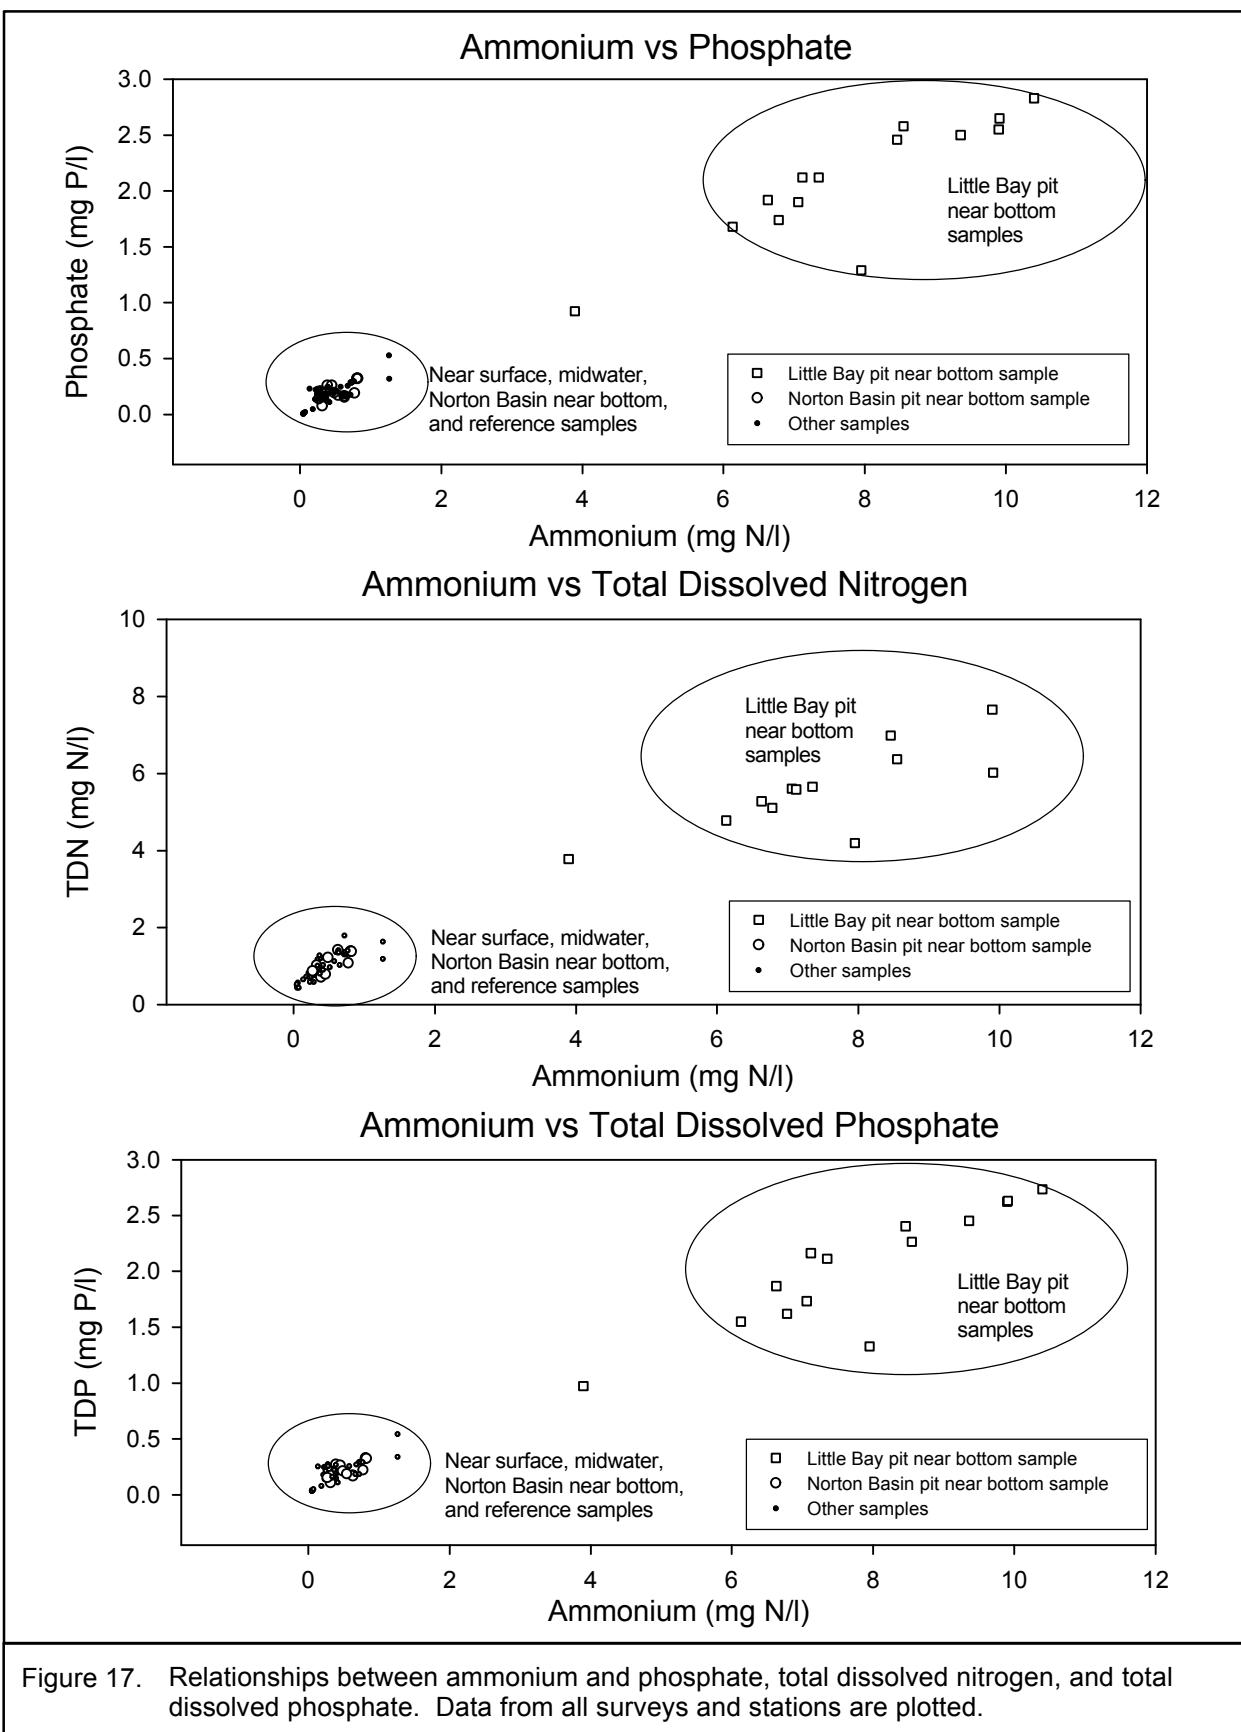 Ammonium vs Phosphate
3.0
2.5
2.0
1.5
1.0
0.5
0.0
Phosphate (mg P/l)
Little Bay pit
near bottom
samples
Near surface, midwater,
Norton Basin near bottom,
and reference samples
Little Bay pit near bottom sample
Norton Basin pit near bottom sample
Other samples
0 2 4 6 8 10 12
Ammonium (mg N/l)
Ammonium vs Total Dissolved Nitrogen
10
8
6
4
2
0
TDN (mg N/l)
Little Bay pit
near bottom
samples
Near surface, midwater,
Norton Basin near bottom,
and reference samples
Little Bay pit near bottom sample
Norton Basin pit near bottom sample
Other samples
0 2 4 6 8 10 12
Ammonium (mg N/l)
Ammonium vs Total Dissolved Phosphate
3.0
2.5
2.0
1.5
1.0
0.5
0.0
TDP (mg P/l)
Little Bay pit
near bottom
samples
Near surface, midwater,
Norton Basin near bottom,
and reference samples
Little Bay pit near bottom sample
Norton Basin pit near bottom sample
Other samples
0 2 4 6 8 10 12
Ammonium (mg N/l)
Figure 17. Relationships between ammonium and phosphate, total dissolved nitrogen, and total
dissolved phosphate. Data from all surveys and stations are plotted.